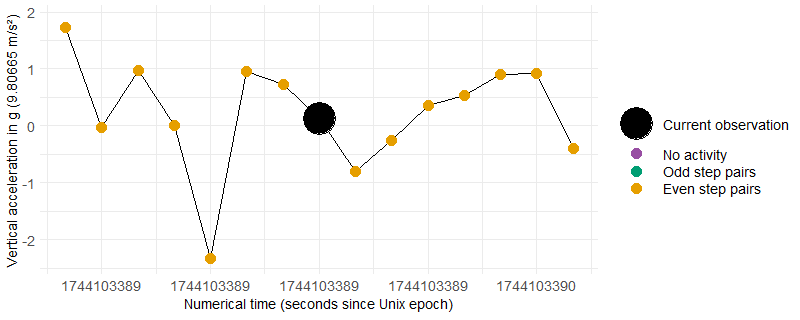 2
1
0
-1
-2
Vertical acceleration in g (9.80665 m/s²)
1744103389 1744103389 1744103389 1744103389 1744103390
Numerical time (seconds since Unix epoch)
Current observation
No activity
Odd step pairs
Even step pairs